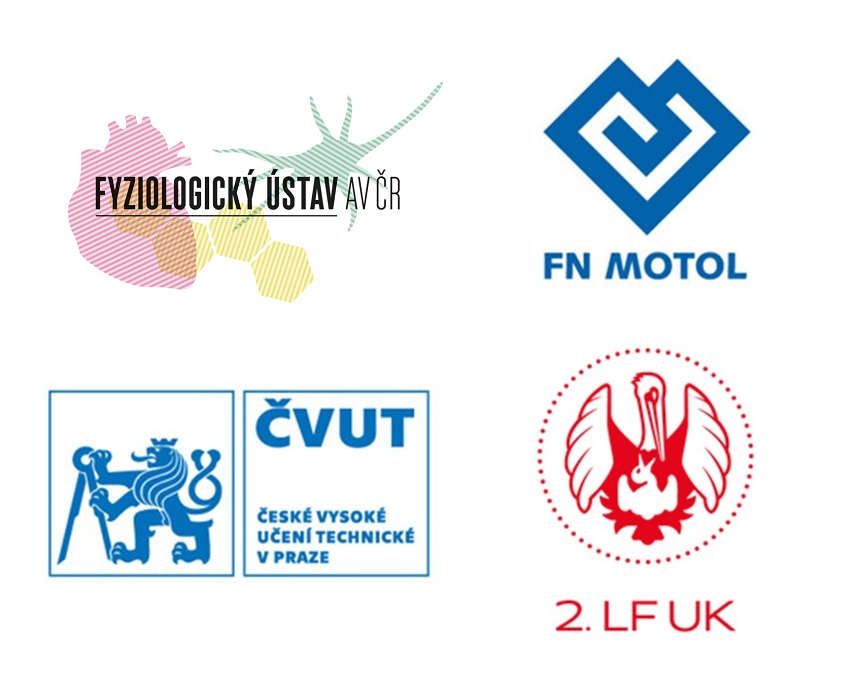 FYZIOLOGICKÝ ÚSTAV AV ČR
FN MOTOL
ČVUT
ČESKÉ VYSOKÉ
UČENÍ TECHNICKÉ
V PRAZE
2. LF UK